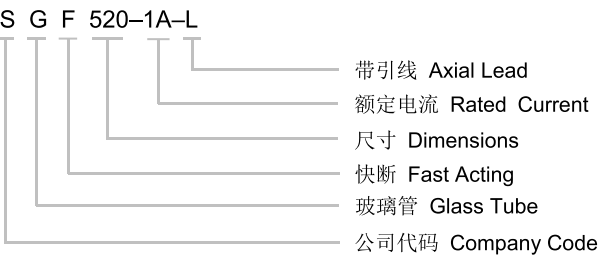 S G F 520–1A–L
带引线 Axial Lead
额定电流 Rated Current
尺寸 Dimensions
快断 Fast Acting
玻璃管 Glass Tube
公司代码 Company Code